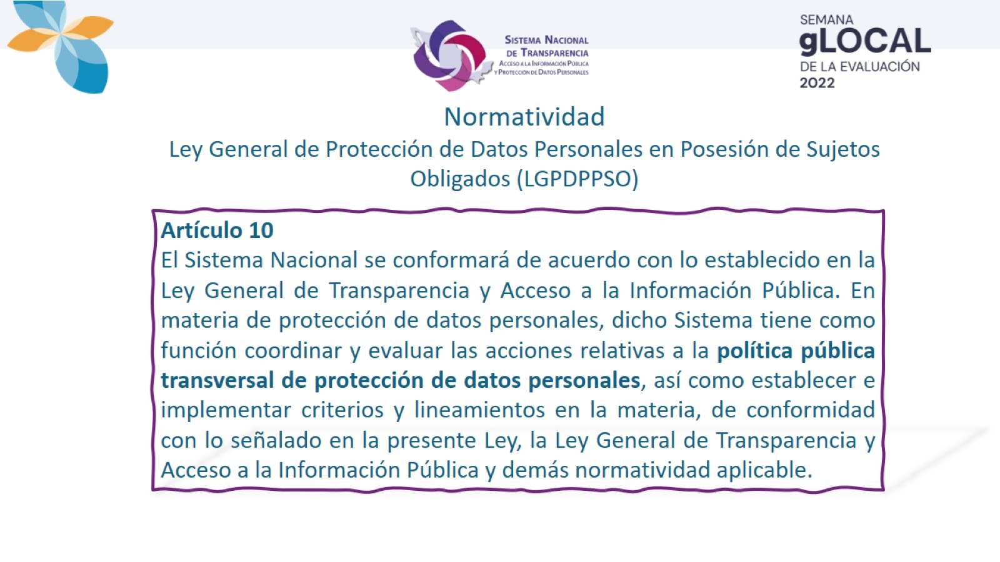 SISTEMA NACIONAL
DE TRANSPARENCIA
ACCESO A LA INFORMACIÓN PÚBLICA
Y PROTECCIÓN DE DATOS PERSONALES
SEMANA
gLOCAL
DE LA EVALUACIÓN
2022
Normatividad
Ley General de Protección de Datos Personales en Posesión de Sujetos
Obligados (LGPDPPSO)
Artículo 10
El Sistema Nacional se conformará de acuerdo con lo establecido en la
Ley General de Transparencia y Acceso a la Información Pública. En
materia de protección de datos personales, dicho Sistema tiene como
función coordinar y evaluar las acciones relativas a la política pública
transversal de protección de datos personales, así como establecer e
implementar criterios y lineamientos en la materia, de conformidad
con lo señalado en la presente Ley, la Ley General de Transparencia y
Acceso a la Información Pública y demás normatividad aplicable.